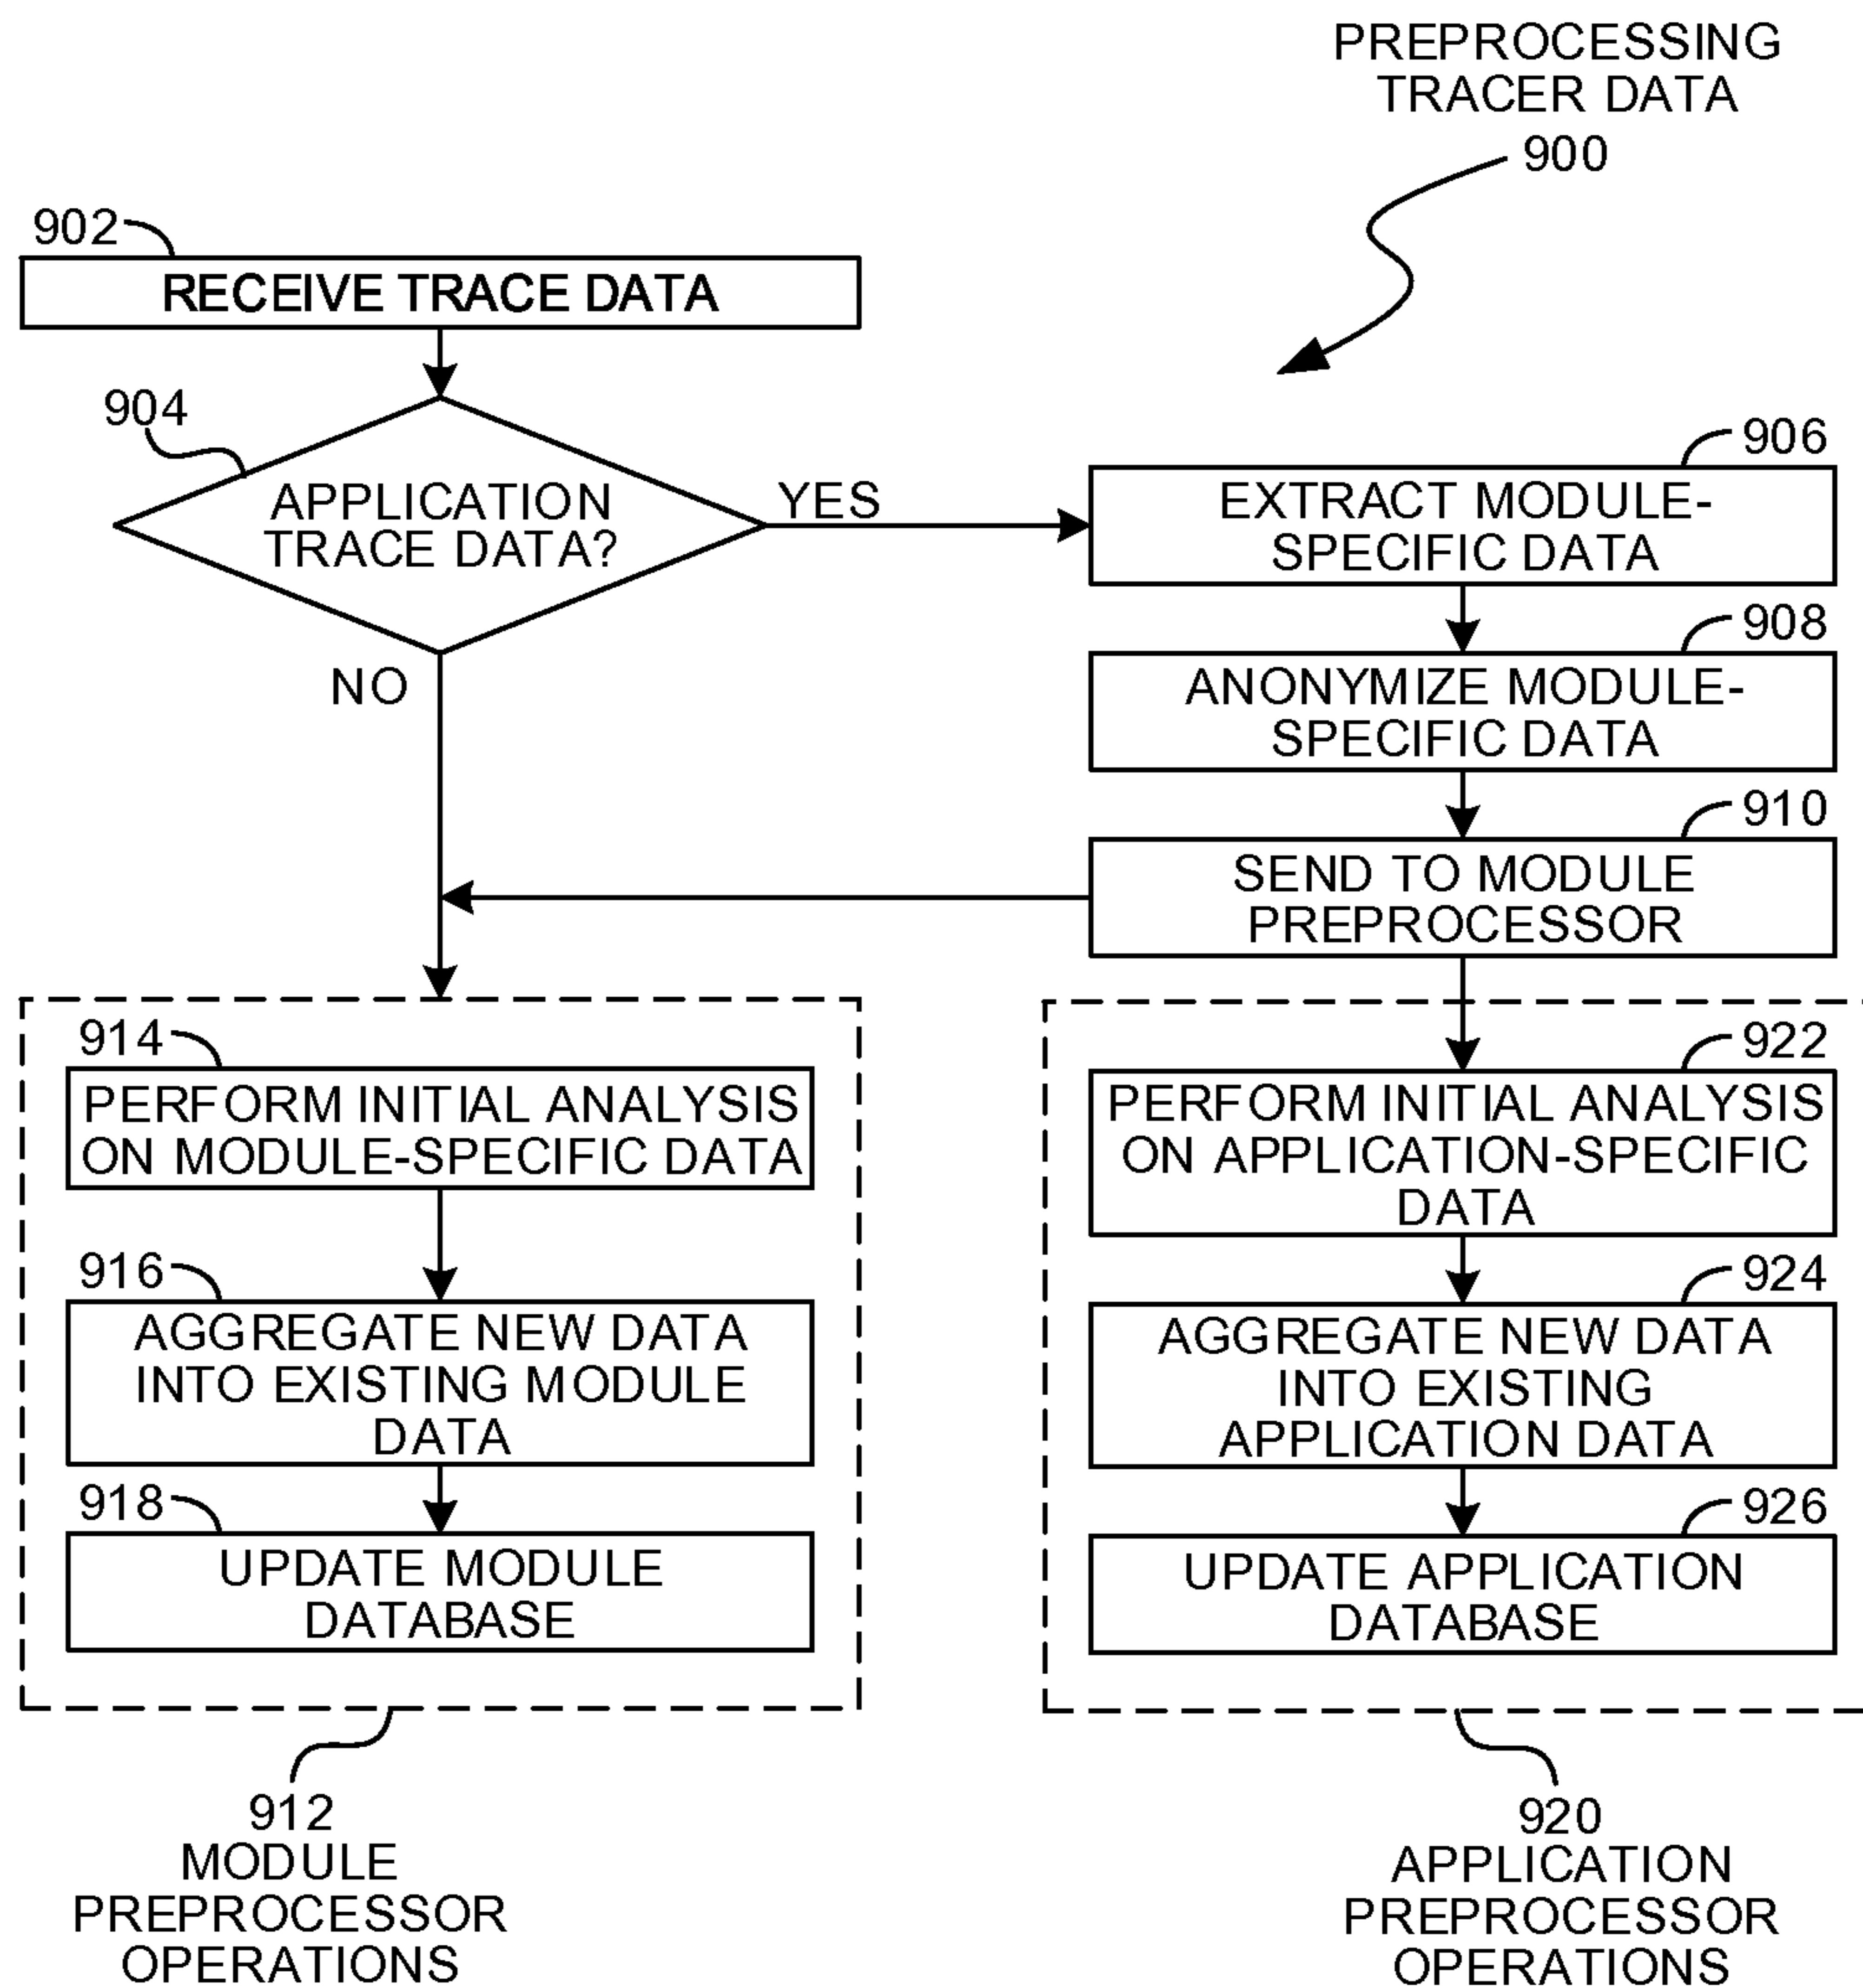 PREPROCESSING
TRACER DATA
900
902
RECEIVE TRACE DATA
904
APPLICATION
TRACE DATA?
YES
NO
906
EXTRACT MODULE-
SPECIFIC DATA
908
ANONYMIZE MODULE-
SPECIFIC DATA
910
SEND TO MODULE
PREPROCESSOR
914
PERFORM INITIAL ANALYSIS
ON MODULE-SPECIFIC DATA
916
AGGREGATE NEW DATA
INTO EXISTING MODULE
DATA
918
UPDATE MODULE
DATABASE
912
MODULE
PREPROCESSOR
OPERATIONS
922
PERFORM INITIAL ANALYSIS
ON APPLICATION-SPECIFIC
DATA
924
AGGREGATE NEW DATA
INTO EXISTING
APPLICATION DATA
926
UPDATE APPLICATION
DATABASE
920
APPLICATION
PREPROCESSOR
OPERATIONS